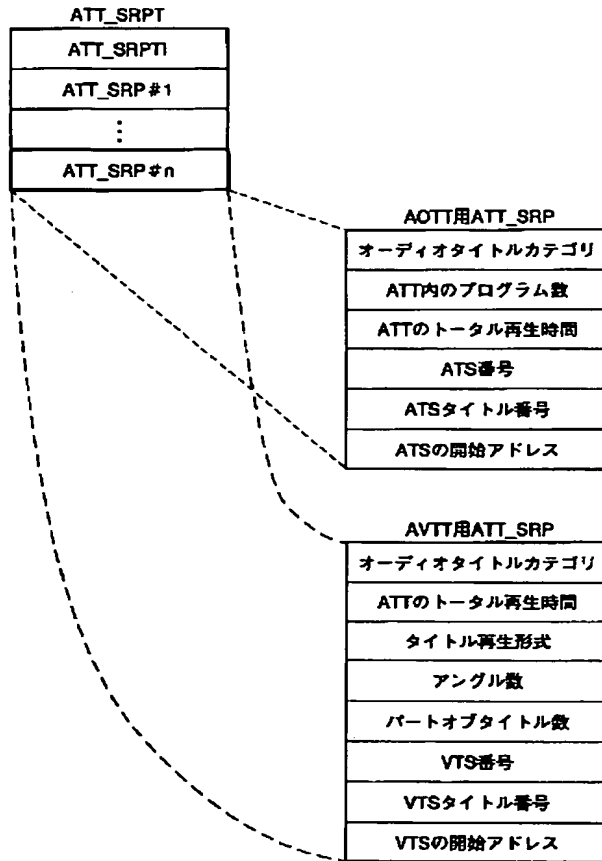 ATT_SRPT
ATT_SRPTI
ATT_SRP#1
⋮
ATT_SRP#n
AOTT用ATT_SRP
オーディオタイトルカテゴリ
ATT内のプログラム数
ATTのトータル再生時間
ATS番号
ATSタイトル番号
ATSの開始アドレス
AVTT用ATT_SRP
オーディオタイトルカテゴリ
ATTのトータル再生時間
タイトル再生形式
アングル数
パートオブタイトル数
VTS番号
VTSタイトル番号
VTSの開始アドレス